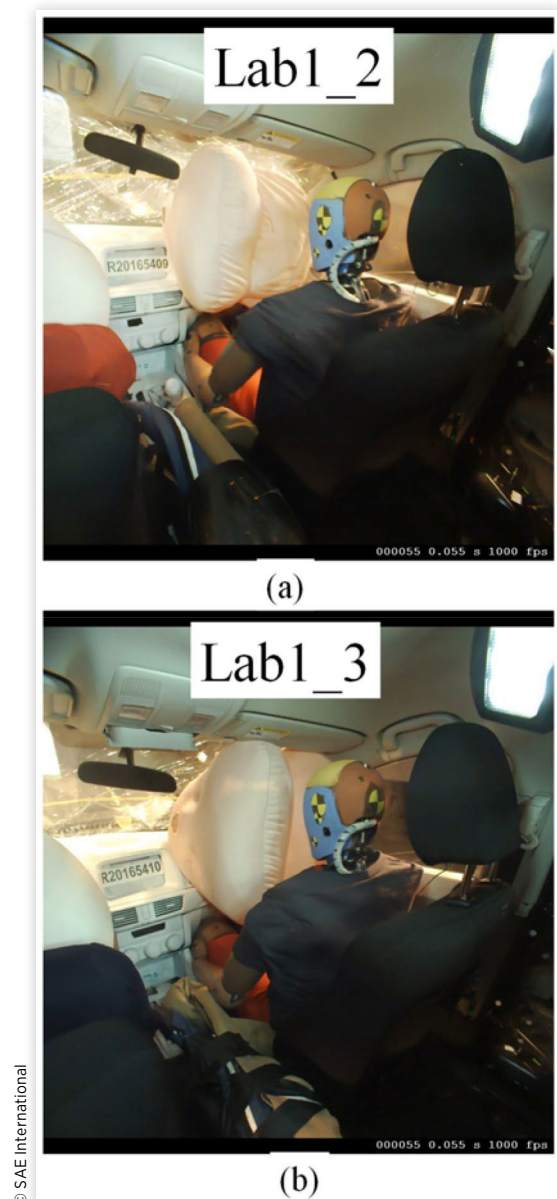 Lab1_2
R20165409
000055 0.055 s 1000 fps
(a)
Lab1_3
R20165410
000055 0.055 s 1000 fps
(b)
© SAE International